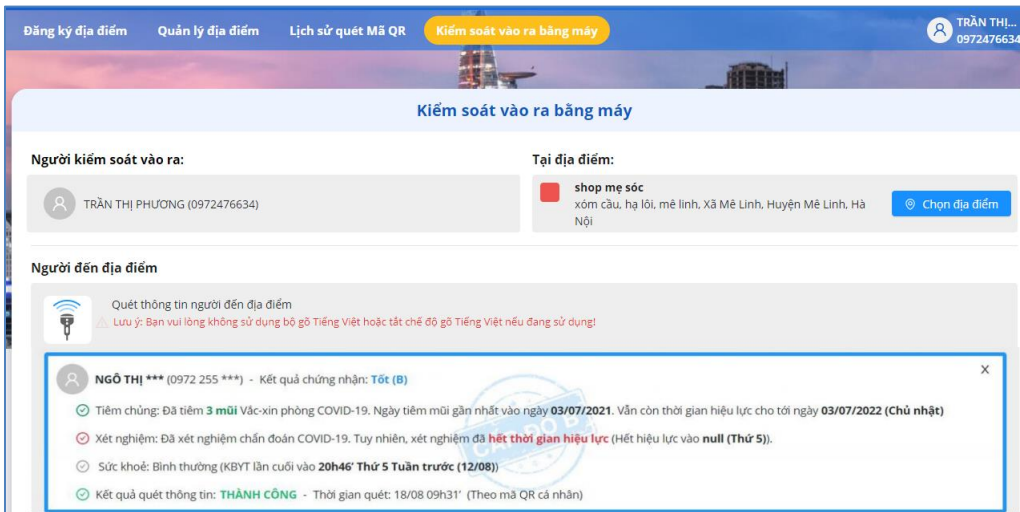 Đăng ký địa điểm Quản lý địa điểm Lịch sử quét Mã QR Kiểm soát vào ra bằng máy
TRẦN THỊ...
0972476634
Kiểm soát vào ra bằng máy
Người kiểm soát vào ra:
TRẦN THỊ PHƯƠNG (0972476634)
Tại địa điểm:
shop mẹ sóc
xóm cầu, hạ lôi, mê linh, Xã Mê Linh, Huyện Mê Linh, Hà
Nội
Chọn địa điểm
Người đến địa điểm
Quét thông tin người đến địa điểm
Lưu ý: Bạn vui lòng không sử dụng bộ gõ Tiếng Việt hoặc tắt chế độ gõ Tiếng Việt nếu đang sử dụng!
NGÔ THỊ *** (0972 255 ***) - Kết quả chứng nhận: Tốt (B)
X
Tiêm chủng: Đã tiêm 3 mũi Vắc-xin phòng COVID-19. Ngày tiêm mũi gần nhất vào ngày 03/07/2021. Vẫn còn thời gian hiệu lực cho tới ngày 03/07/2022 (Chủ nhật)
Xét nghiệm: Đã xét nghiệm chẩn đoán COVID-19. Tuy nhiên, xét nghiệm đã hết thời gian hiệu lực (Hết hiệu lực vào null (Thứ 5)).
Sức khoẻ: Bình thường (KBYT lần cuối vào 20h46' Thứ 5 Tuần trước (12/08))
Kết quả quét thông tin: THÀNH CÔNG - Thời gian quét: 18/08 09h31' (Theo mã QR cá nhân)
CẤP ĐỘ B